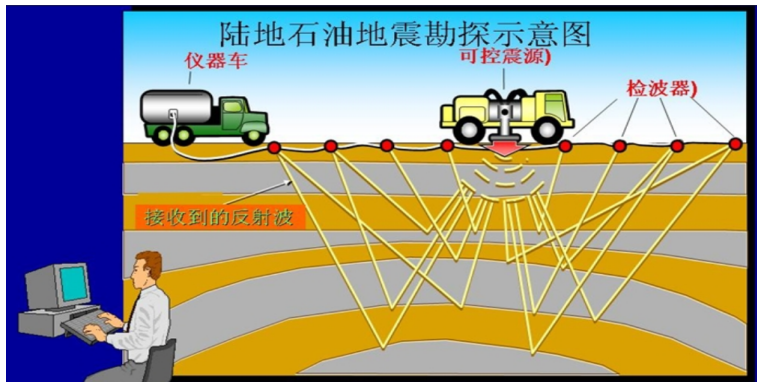 陆地石油地震勘探示意图
仪器车
可控震源)
检波器)
接收到的反射波